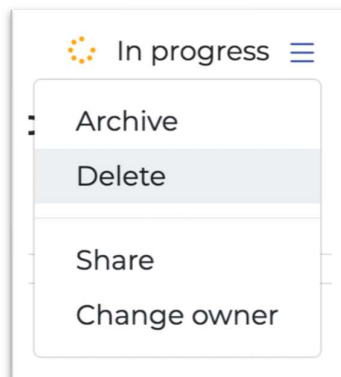 In progress
Archive
Delete
Share
Change owner